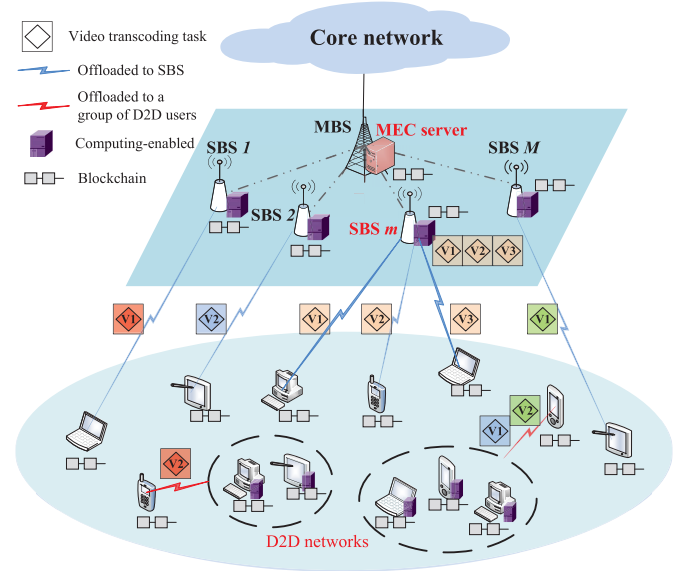 Core network
Video transcoding task
Offloaded to SBS
Offloaded to a
group of D2D users
Computing-enabled
Blockchain
MBS
MEC server
SBS 1
SBS M
SBS 2
SBS m
V1
V2
V3
V1
V2
V1
V2
V3
V1
V2
V1
V2
D2D networks